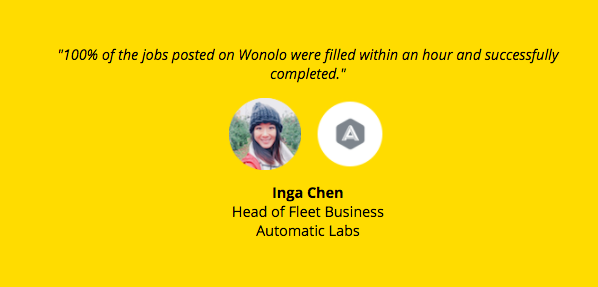 "100% of the jobs posted on Wonolo were filled within an hour and successfully
completed."
A
Inga Chen
Head of Fleet Business
Automatic Labs